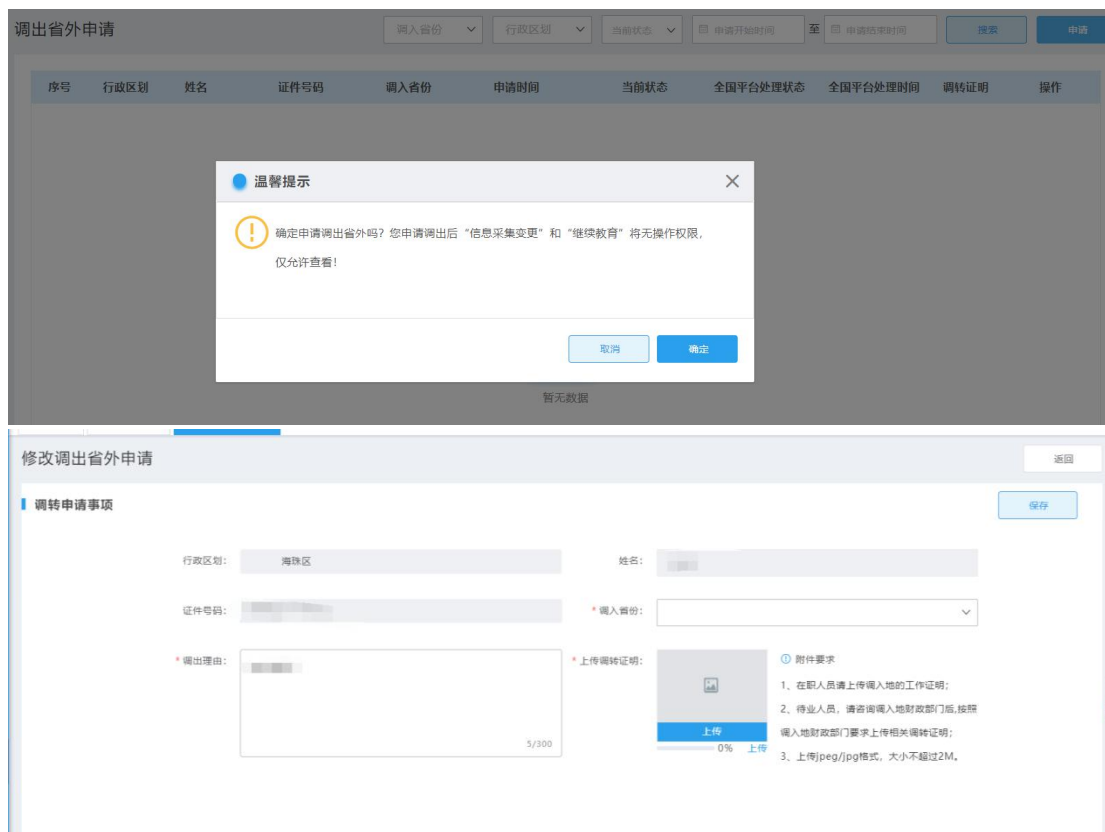 调出省外申请
调入省份
行政区划
当前状态
申请开始时间
至
申请结束时间
搜索
申请
序号 行政区划 姓名 证件号码 调入省份 申请时间 当前状态 全国平台处理状态 全国平台处理时间 调转证明 操作
温馨提示
确定申请调出省外吗？您申请调出后“信息采集变更”和“继续教育”将无操作权限，
仅允许查看！
取消
确定
暂无数据
修改调出省外申请
返回
调转申请事项
保存
行政区划：
海珠区
姓名：
证件号码：
* 调入省份：
* 调出理由：
5/300
* 上传调转证明：
上传
0% 上传
附件要求
1、在职人员请上传调入地的工作证明；
2、待业人员，请咨询调入地财政部门后,按照
调入地财政部门要求上传相关调转证明；
3、上传jpeg/jpg格式，大小不超过2M。